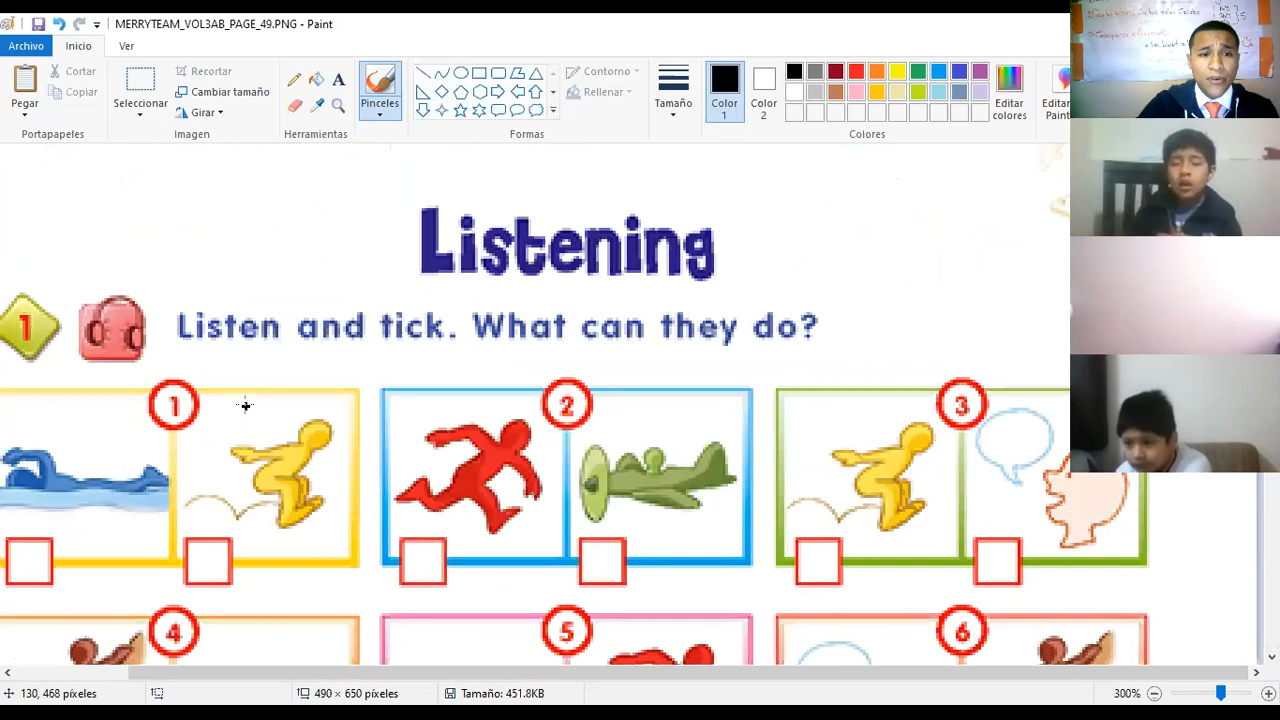 MERRYTEAM_VOL3AB_PAGE_49.PNG - Paint
Archivo Inicio Ver
Pegar
Cortar
Copiar
Portapapeles
Seleccionar
Recortar
Cambiar tamaño
Girar
Imagen
A
Herramientas
Pinceles
Contorno
Rellenar
Formas
Tamaño
Color 1
Color 2
Editar colores
Colores
Editar
Listening
1 Listen and tick. What can they do?
1 2 3
4 5 6
130, 468 píxeles 490 × 650 píxeles Tamaño: 451.8KB 300%